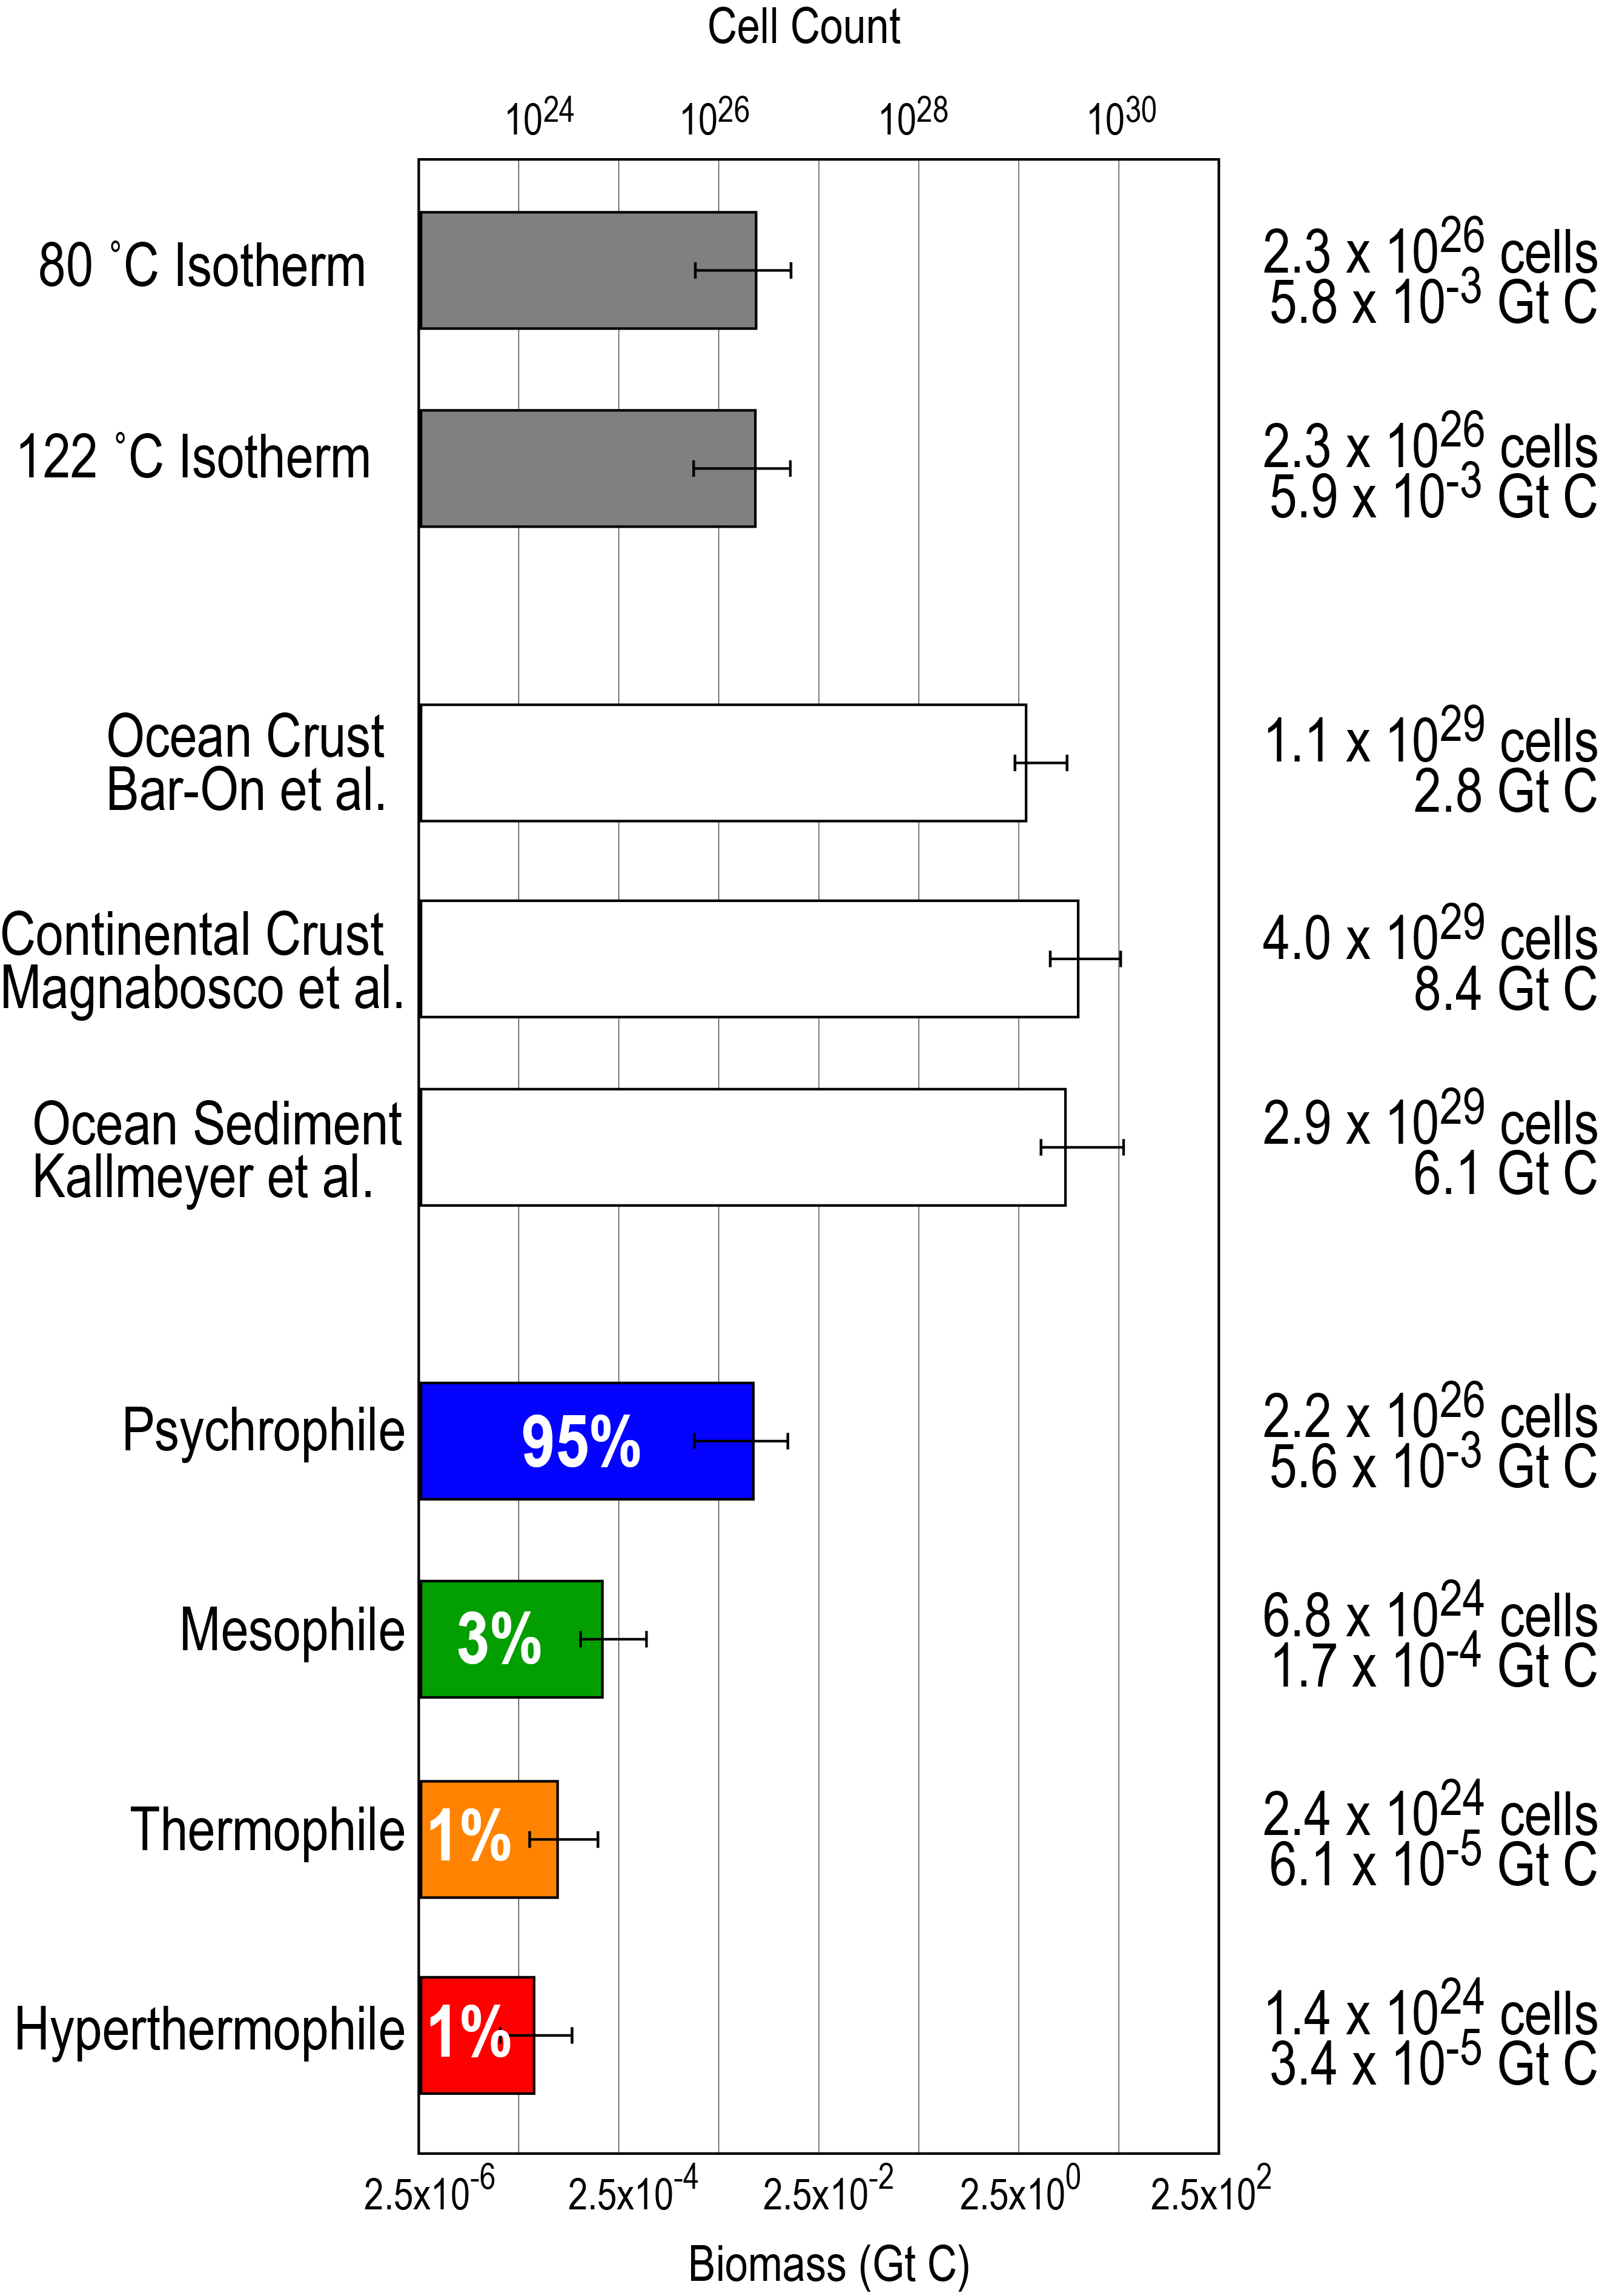 Cell Count
10^24 10^26 10^28 10^30
80 °C Isotherm
2.3 x 10^26 cells
5.8 x 10^-3 Gt C
122 °C Isotherm
2.3 x 10^26 cells
5.9 x 10^-3 Gt C
Ocean Crust
Bar-On et al.
1.1 x 10^29 cells
2.8 Gt C
Continental Crust
Magnabosco et al.
4.0 x 10^29 cells
8.4 Gt C
Ocean Sediment
Kallmeyer et al.
2.9 x 10^29 cells
6.1 Gt C
Psychrophile
95%
2.2 x 10^26 cells
5.6 x 10^-3 Gt C
Mesophile
3%
6.8 x 10^24 cells
1.7 x 10^-4 Gt C
Thermophile
1%
2.4 x 10^24 cells
6.1 x 10^-5 Gt C
Hyperthermophile
1%
1.4 x 10^24 cells
3.4 x 10^-5 Gt C
2.5x10^-6 2.5x10^-4 2.5x10^-2 2.5x10^0 2.5x10^2
Biomass (Gt C)